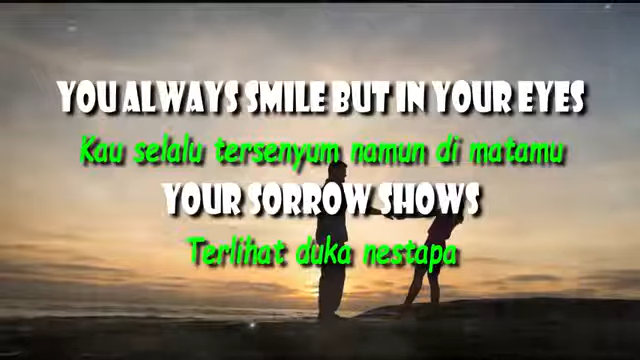 YOU ALWAYS SMILE BUT IN YOUR EYES
Kau selalu tersenyum namun di matamu
YOUR SORROW SHOWS
Terlihat duka nestapa